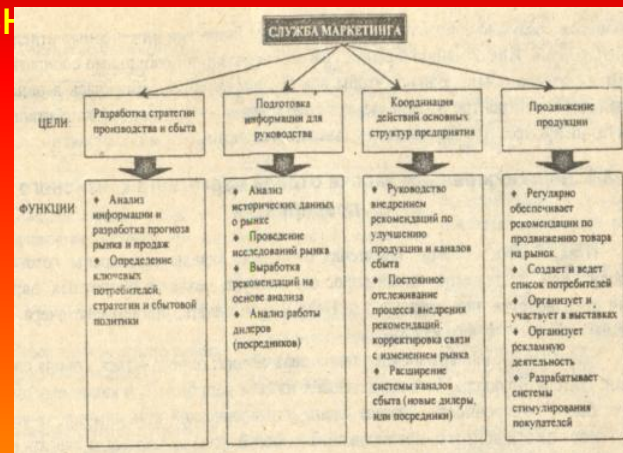 Н
СЛУЖБА МАРКЕТИНГА
ЦЕЛИ
Разработка стратегии
производства и сбыта
Подготовка
информации для
руководства
Координация
действий основных
структур предприятия
Продвижение
продукции
ФУНКЦИИ
♦ Анализ
информации и
разработка прогноза
рынка и продаж
♦ Определение
ключевых
потребителей,
стратегии и сбытовой
политики
♦ Анализ
исторических данных
о рынке
♦ Проведение
исследований рынка
♦ Выработка
рекомендаций на
основе анализа
♦ Анализ работы
дилеров
(посредников)
♦ Руководство
внедрением
рекомендаций по
улучшению
продукции и каналов
сбыта
♦ Постоянное
отслеживание
процесса внедрения
рекомендаций:
корректировка связи
с изменением рынка
♦ Расширение
системы каналов
сбыта (новые дилеры,
или посредники)
♦ Регулярно
обеспечивает
рекомендации по
продвижению товара
на рынок
♦ Создает и ведет
список потребителей
♦ Организует и
участвует в выставках
♦ Организует
рекламную
деятельность
♦ Разрабатывает
системы
стимулирования
покупателей